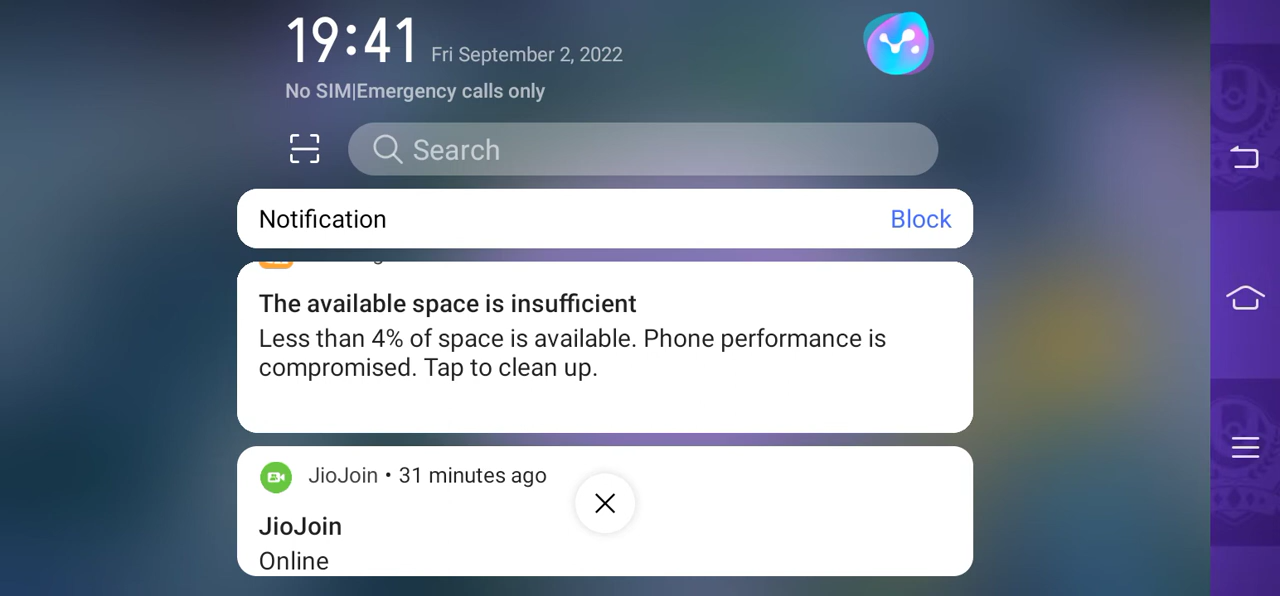 19:41 Fri September 2, 2022
No SIM|Emergency calls only
Search
Notification Block
The available space is insufficient
Less than 4% of space is available. Phone performance is
compromised. Tap to clean up.
JioJoin • 31 minutes ago
JioJoin
Online